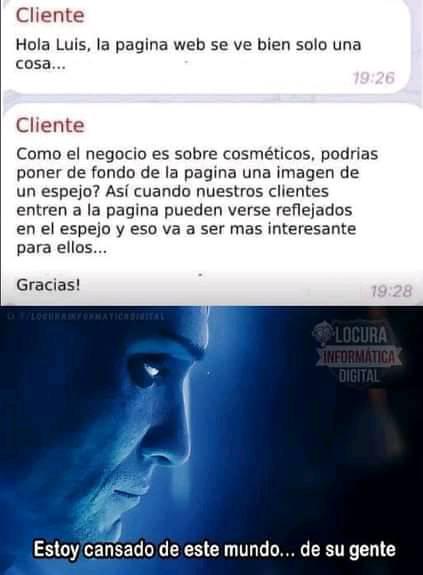 Cliente
Hola Luis, la pagina web se ve bien solo una
cosa...
19:26
Cliente
Como el negocio es sobre cosméticos, podrias
poner de fondo de la pagina una imagen de
un espejo? Así cuando nuestros clientes
entren a la pagina pueden verse reflejados
en el espejo y eso va a ser mas interesante
para ellos...
Gracias!
19:28
F/LOCURAINFORMATICADIGITAL
LOCURA
INFORMÁTICA
DIGITAL
Estoy cansado de este mundo... de su gente